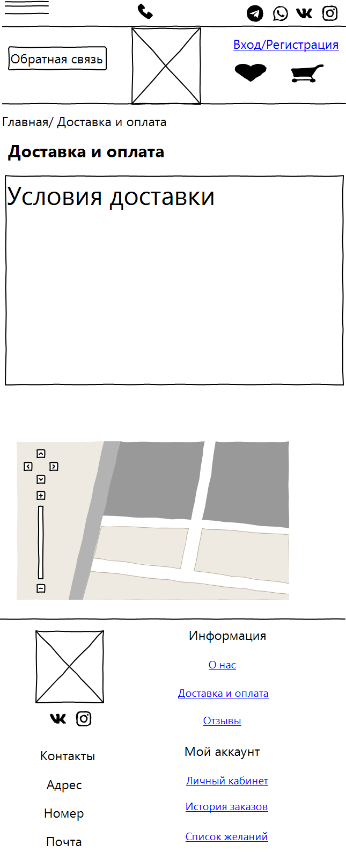 Вход/Регистрация
Обратная связь
Главная/ Доставка и оплата
Доставка и оплата
Условия доставки
Информация
О нас
Доставка и оплата
Отзывы
Мой аккаунт
Личный кабинет
История заказов
Список желаний
Контакты
Адрес
Номер
Почта